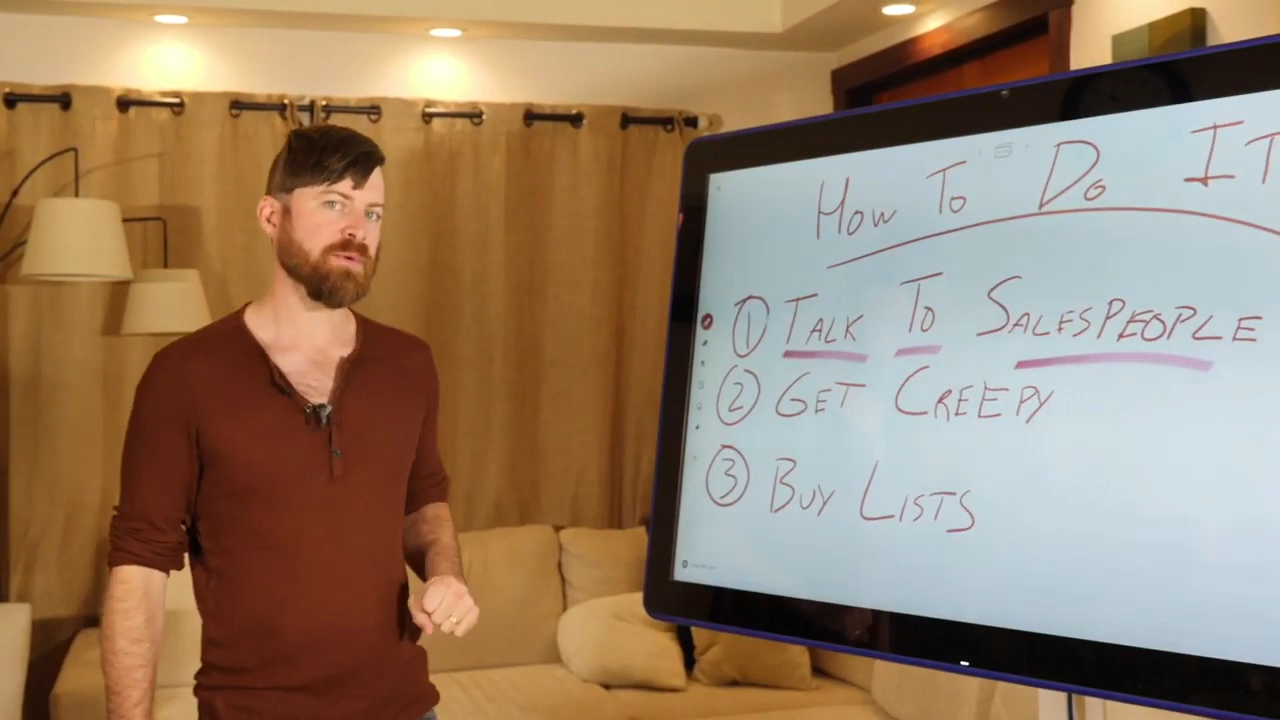 How To Do It
① TALK TO SALESPEOPLE
② GET CREEPY
③ BUY LISTS